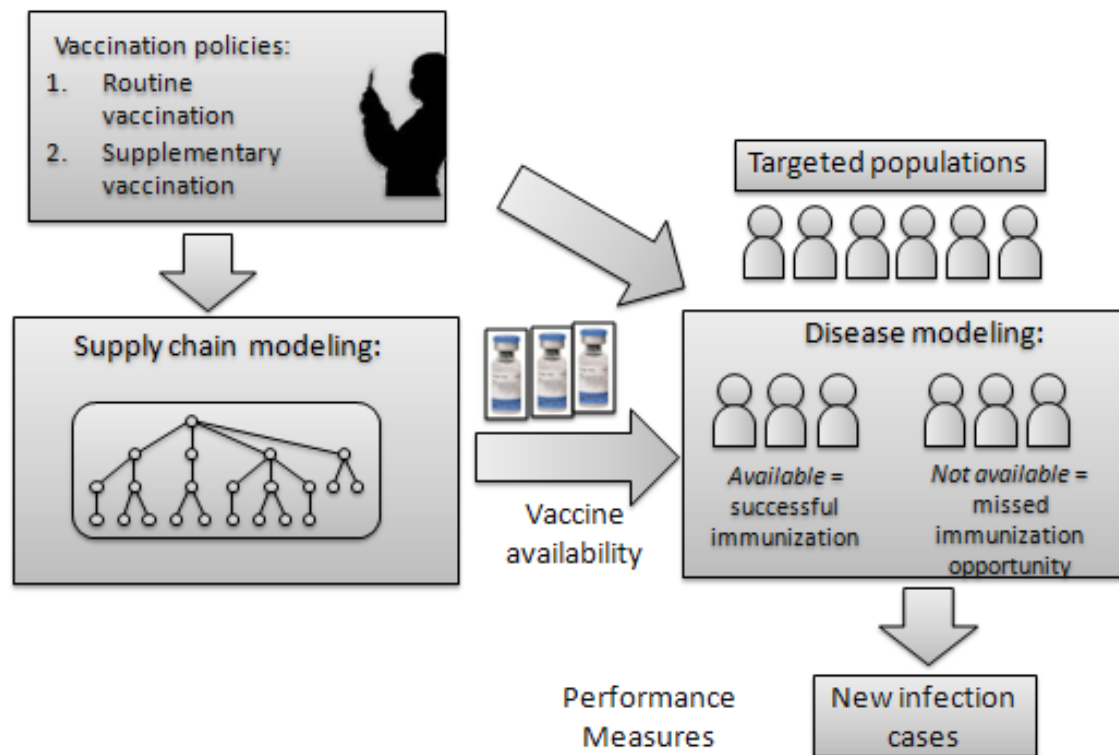 Vaccination policies:
1. Routine
vaccination
2. Supplementary
vaccination
Targeted populations
Supply chain modeling:
Vaccine
availability
Disease modeling:
Available =
successful
immunization
Not available =
missed
immunization
opportunity
Performance
Measures
New infection
cases